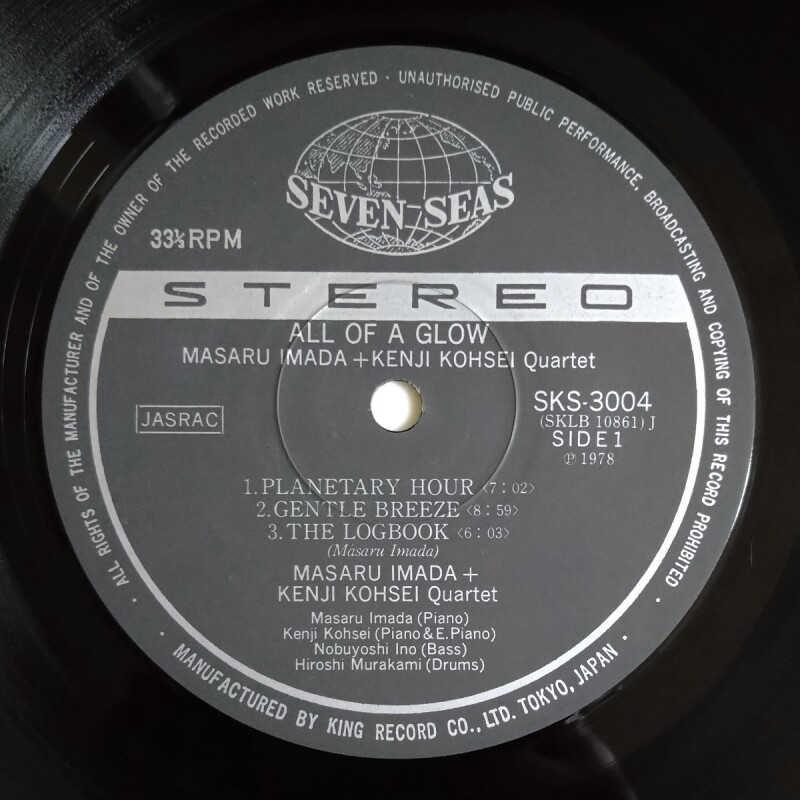 · ALL RIGHTS OF THE MANUFACTURER AND OF THE OWNER OF THE RECORDED WORK RESERVED · UNAUTHORISED PUBLIC PERFORMANCE, BROADCASTING AND COPYING OF THIS RECORD PROHIBITED ·
SEVEN-SEAS
33⅓RPM
STEREO
ALL OF A GLOW
MASARU IMADA+KENJI KOHSEI Quartet
JASRAC
SKS-3004
(SKLB 10861) J
SIDE 1
℗ 1978
1.PLANETARY HOUR <7:02>
2.GENTLE BREEZE <8:59>
3.THE LOGBOOK <6:03>
(Masaru Imada)
MASARU IMADA+
KENJI KOHSEI Quartet
Masaru Imada (Piano)
Kenji Kohsei (Piano & E.Piano)
Nobuyoshi Ino (Bass)
Hiroshi Murakami (Drums)
· MANUFACTURED BY KING RECORD CO., LTD. TOKYO, JAPAN ·